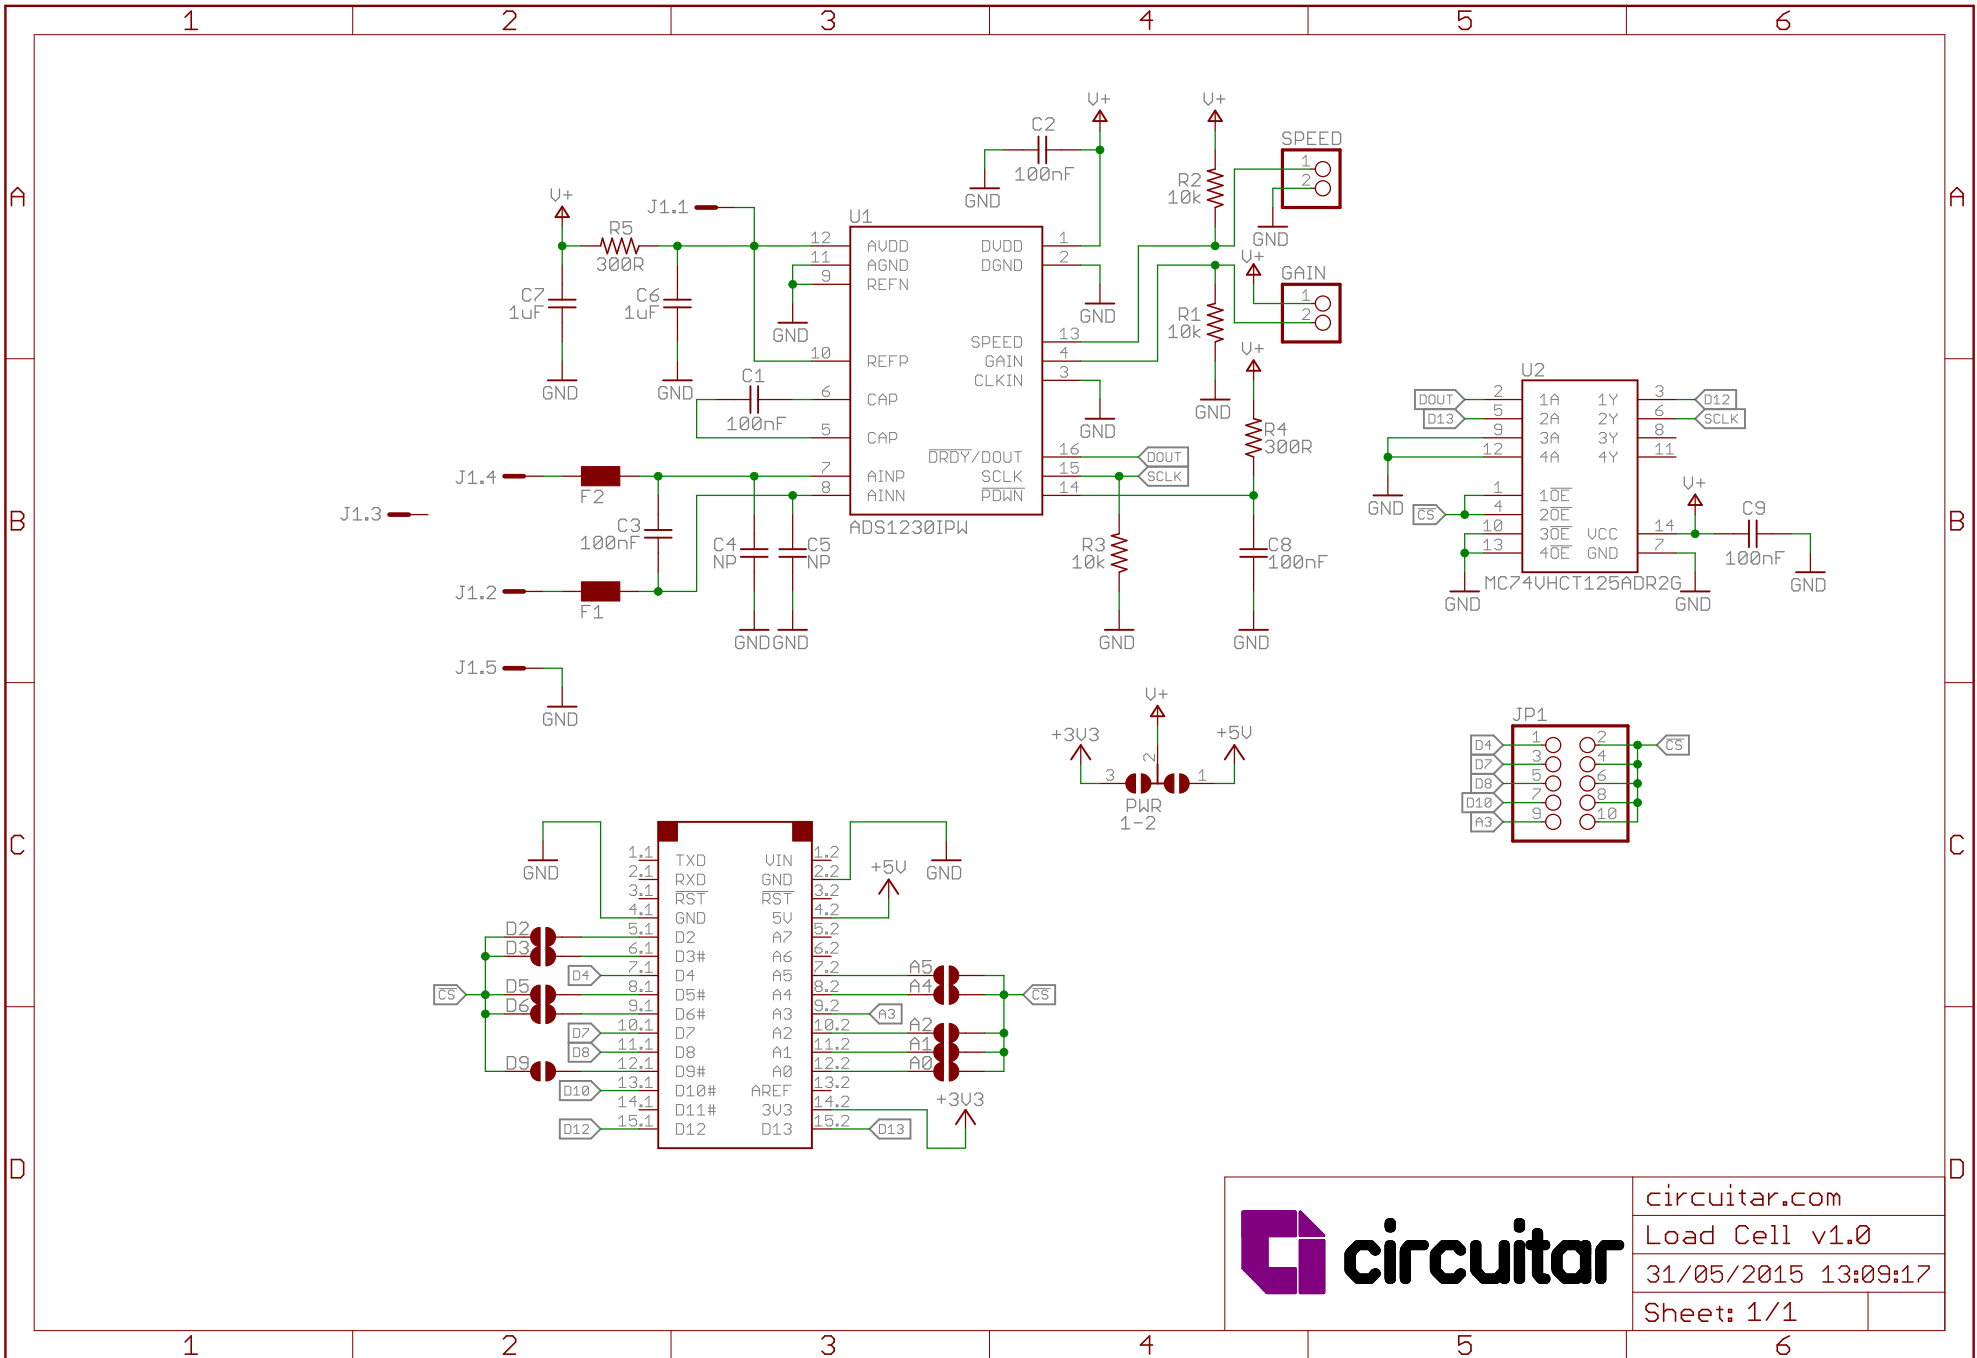 1 2 3 4 5 6
A A
B B
C C
D D
V+
R5
300R
C7
1uF
C6
1uF
GND
GND
J1.1
GND
C1
100nF
J1.4
F2
J1.3
C3
100nF
J1.2
F1
C4
NP
C5
NP
GND GND
J1.5
GND
U1
12 AVDD
11 AGND
9 REFN
10 REFP
6 CAP
5 CAP
7 AINP
8 AINN
DVDD 1
DGND 2
SPEED 13
GAIN 4
CLKIN 3
DRDY/DOUT 16
SCLK 15
PDWN 14
ADS1230IPW
C2
100nF
GND
V+
GND
GND
DOUT
SCLK
V+
R2
10k
SPEED
1
2
GND
V+
GAIN
1
2
R1
10k
GND
V+
R4
300R
R3
10k
GND
C8
100nF
GND
U2
DOUT 2 1A 1Y 3 D12
D13 5 2A 2Y 6 SCLK
9 3A 3Y 8
12 4A 4Y 11
GND
1 1OE
CS 4 2OE
10 3OE VCC 14
13 4OE GND 7
MC74VHCT125ADR2G
GND
GND
V+
C9
100nF
GND
V+
+3V3
+5V
3 2 1
PWR
1-2
JP1
D4 1 2 CS
D7 3 4
D8 5 6
D10 7 8
A3 9 10
GND
GND
+5V
1.1 TXD VIN 1.2
2.1 RXD GND 2.2
3.1 RST RST 3.2
4.1 GND 5V 4.2
D2 5.1 D2 A7 5.2
D3 6.1 D3# A6 6.2
D4 7.1 D4 A5 7.2 A5
CS D5 8.1 D5# A4 8.2 A4 CS
D6 9.1 D6# A3 9.2 A3
D7 10.1 D7 A2 10.2 A2
D8 11.1 D8 A1 11.2 A1
D9 12.1 D9# A0 12.2 A0
D10 13.1 D10# AREF 13.2
14.1 D11# 3V3 14.2 +3V3
D12 15.1 D12 D13 15.2 D13
circuitar
circuitar.com
Load Cell v1.0
31/05/2015 13:09:17
Sheet: 1/1
1 2 3 4 5 6